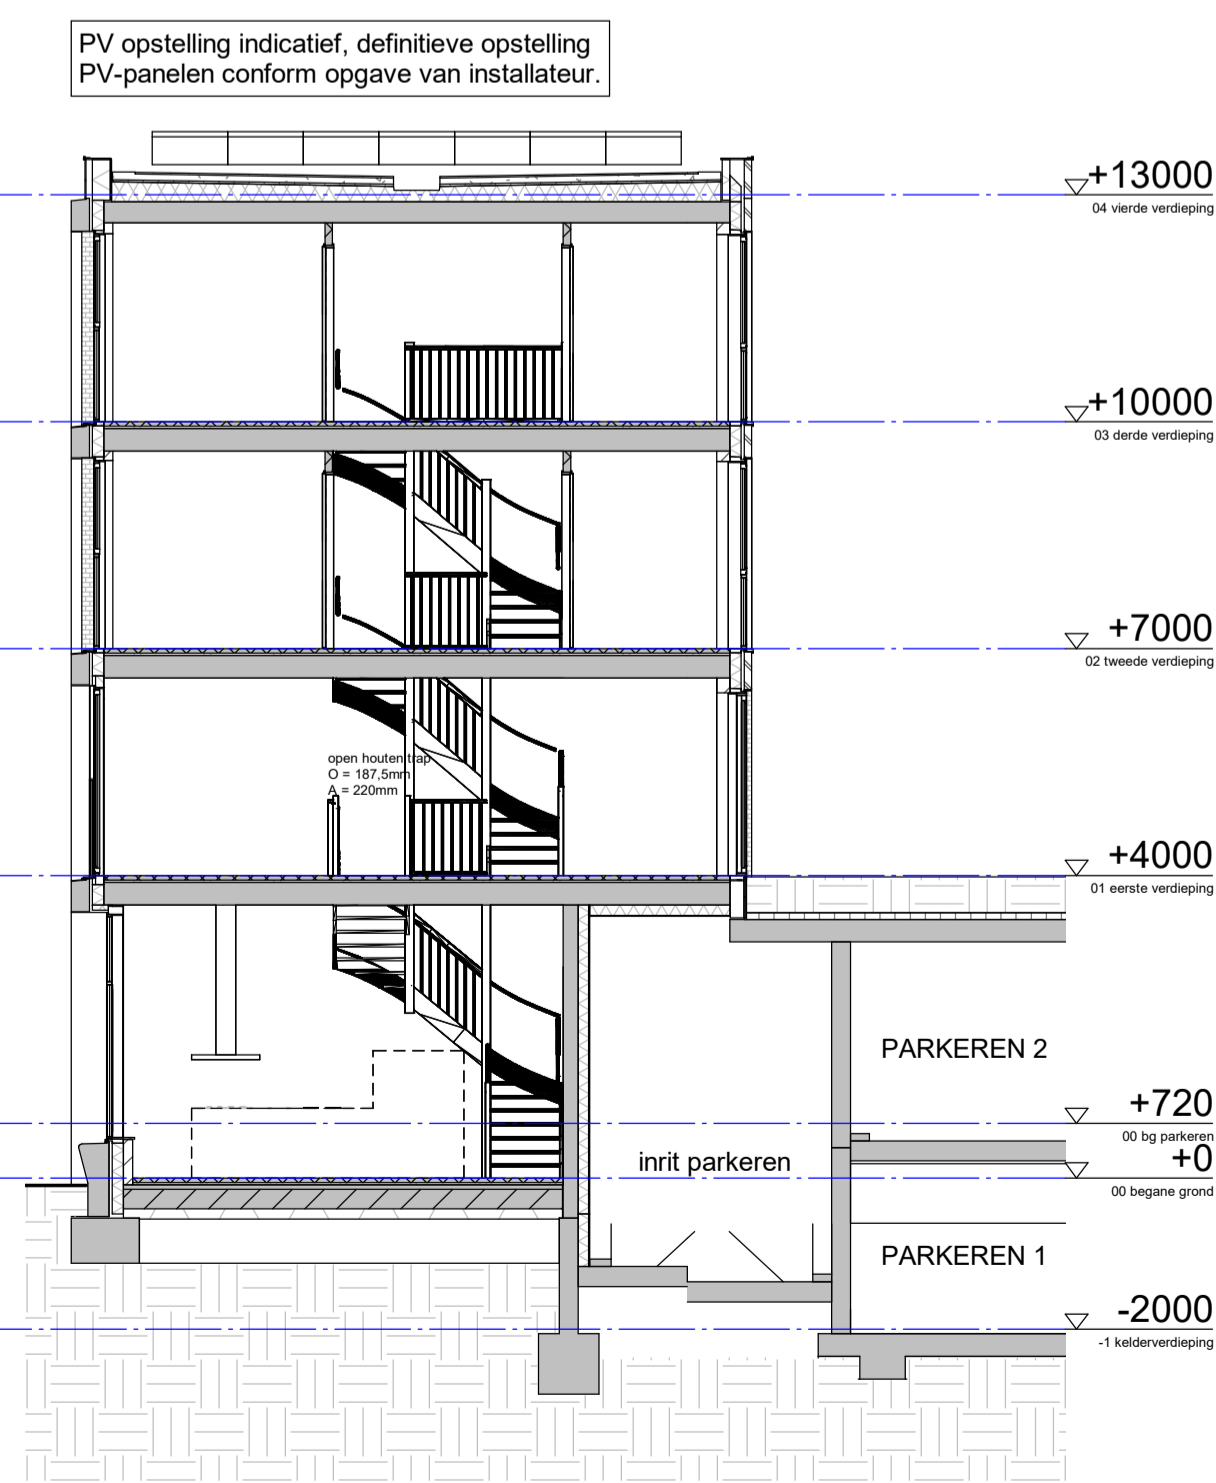 PV opstelling indicatief, definitieve opstelling
PV-panelen conform opgave van installateur.
+13000
04 vierde verdieping
+10000
03 derde verdieping
+7000
02 tweede verdieping
open houten trap
O = 187,5mm
A = 220mm
+4000
01 eerste verdieping
PARKEREN 2
+720
00 bg parkeren
+0
inrit parkeren
00 begane grond
PARKEREN 1
-2000
-1 kelderverdieping